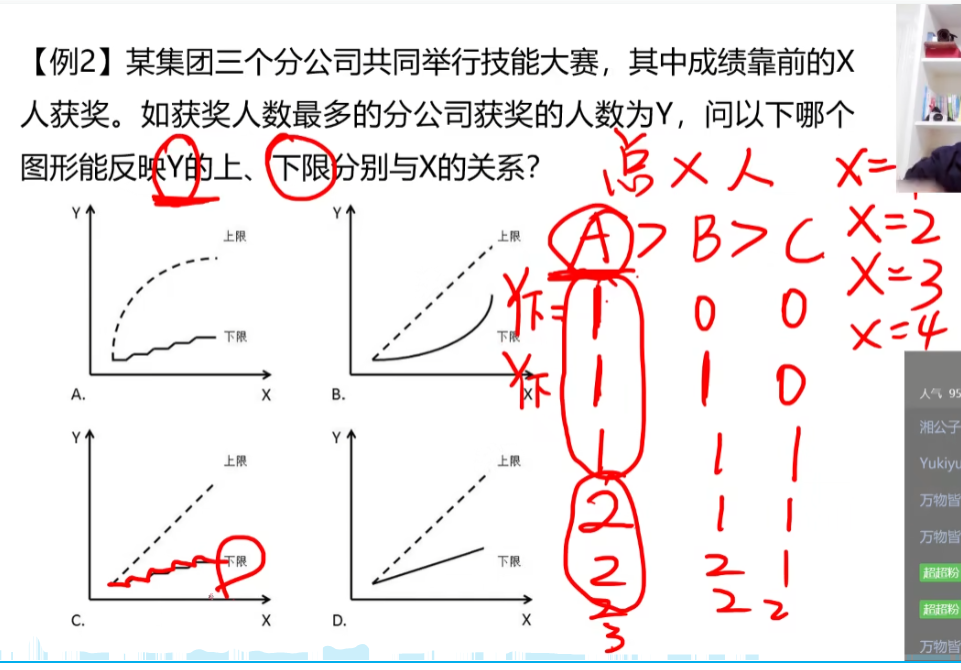 【例2】某集团三个分公司共同举行技能大赛，其中成绩靠前的X
人获奖。如获奖人数最多的分公司获奖的人数为Y，问以下哪个
图形能反映Y的上、下限分别与X的关系？
总X人
X=
X=2
X=3
X=4
A>B>C
Y下=1 0 0
Y下 1 1 0
1 1 1
2 1 1
2 2 1
2 2 2
3
Y
上限
下限
A.
X
Y
上限
下限
B.
X
Y
上限
下限
C.
X
Y
上限
下限
D.
X
人气 95
湘公子
Yukiyu
万物皆
万物皆
超超粉
超超粉
万物皆